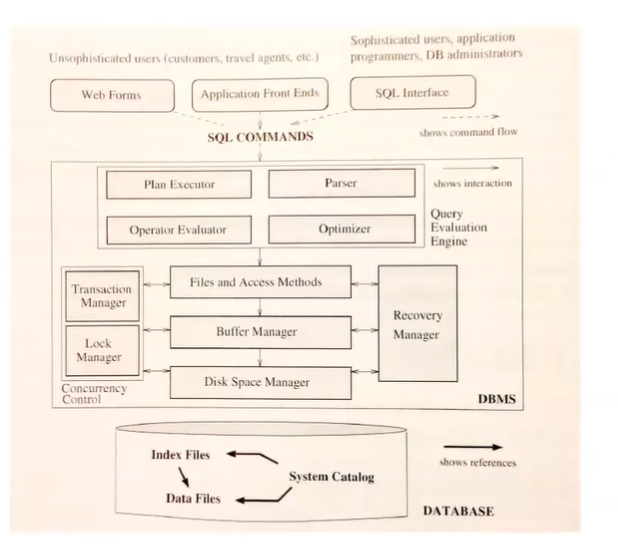 Sophisticated users, application
Unsophisticated users (customers, travel agents, etc.)
programmers, DB administrators
Web Forms
Application Front Ends
SQL Interface
SQL COMMANDS
shows command flow
Plan Executor
Parser
shows interaction
Operator Evaluator
Optimizer
Query
Evaluation
Engine
Transaction
Manager
Files and Access Methods
Recovery
Manager
Buffer Manager
Lock
Manager
Disk Space Manager
Concurrency
Control
DBMS
Index Files
System Catalog
Data Files
shows references
DATABASE